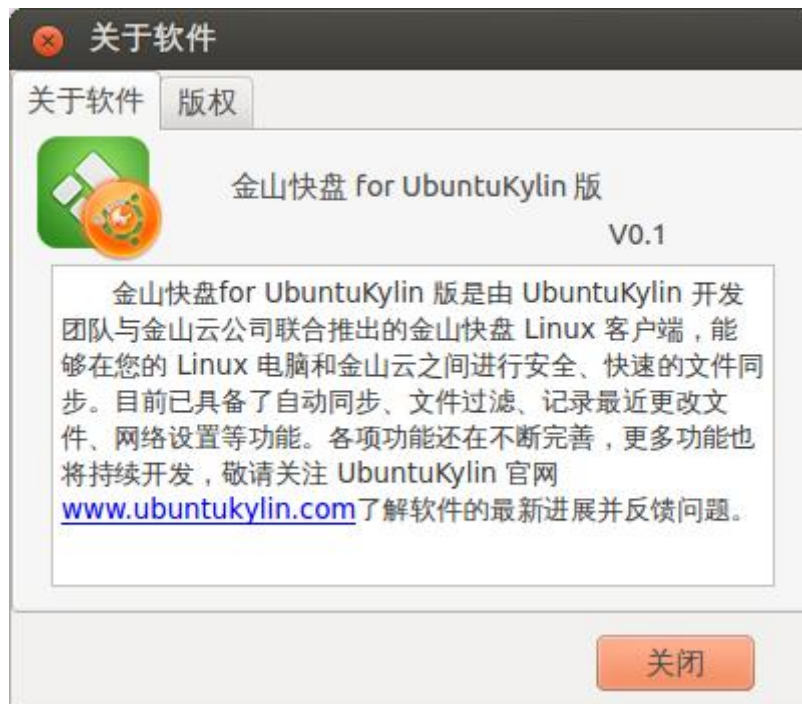 关于软件
关于软件 版权
金山快盘 for UbuntuKylin 版
V0.1
金山快盘for UbuntuKylin 版是由 UbuntuKylin 开发
团队与金山云公司联合推出的金山快盘 Linux 客户端，能
够在您的 Linux 电脑和金山云之间进行安全、快速的文件同
步。目前已具备了自动同步、文件过滤、记录最近更改文
件、网络设置等功能。各项功能还在不断完善，更多功能也
将持续开发，敬请关注 UbuntuKylin 官网
www.ubuntukylin.com了解软件的最新进展并反馈问题。
关闭